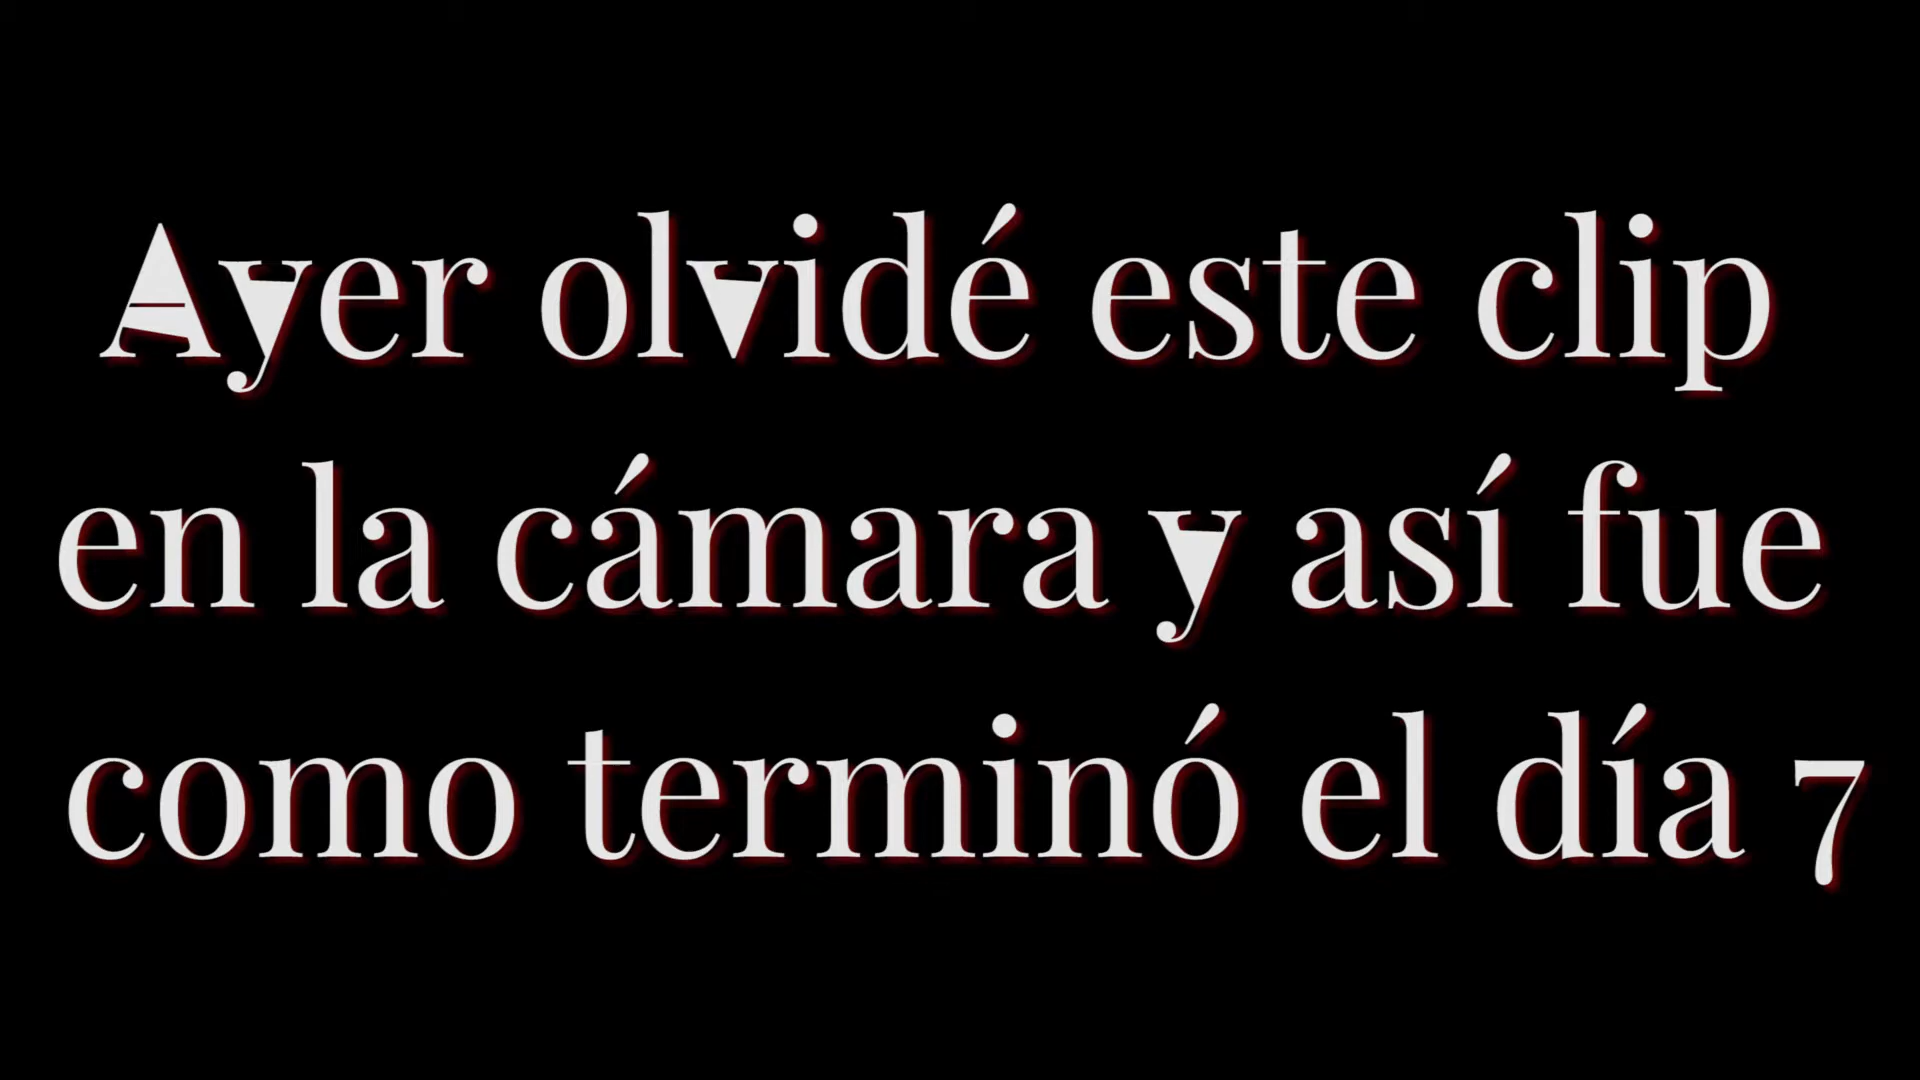 Ayer olvidé este clip
en la cámara y así fue
como terminó el día 7